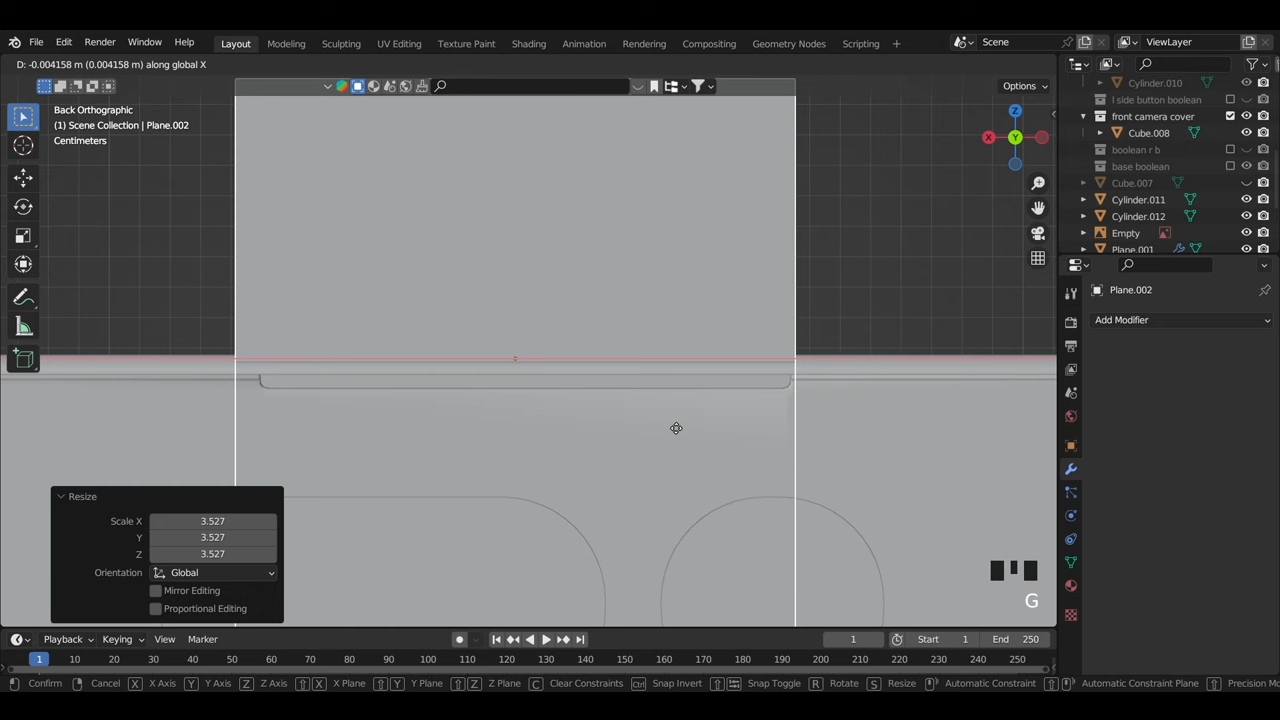 File Edit Render Window Help Layout Modeling Sculpting UV Editing Texture Paint Shading Animation Rendering Compositing Geometry Nodes Scripting + Scene ViewLayer
D: -0.004158 m (0.004158 m) along global X
Options
Back Orthographic
(1) Scene Collection | Plane.002
Centimeters
Z
X
Y
Cylinder.010
l side button boolean
front camera cover
Cube.008
boolean r b
base boolean
Cube.007
Cylinder.011
Cylinder.012
Empty
Plane.001
Plane.002
Add Modifier
Resize
Scale X 3.527
Y 3.527
Z 3.527
Orientation Global
Mirror Editing
Proportional Editing
G
Playback Keying View Marker 1 Start 1 End 250
1 10 20 30 40 50 60 70 80 90 100 110 120 130 140 150 160 170 180 190 200 210 220 230 240 250
Confirm Cancel X X Axis Y Y Axis Z Z Axis X X Plane Y Y Plane Z Z Plane C Clear Constraints Ctrl Snap Invert Snap Toggle R Rotate S Resize Automatic Constraint Automatic Constraint Plane Precision Mo